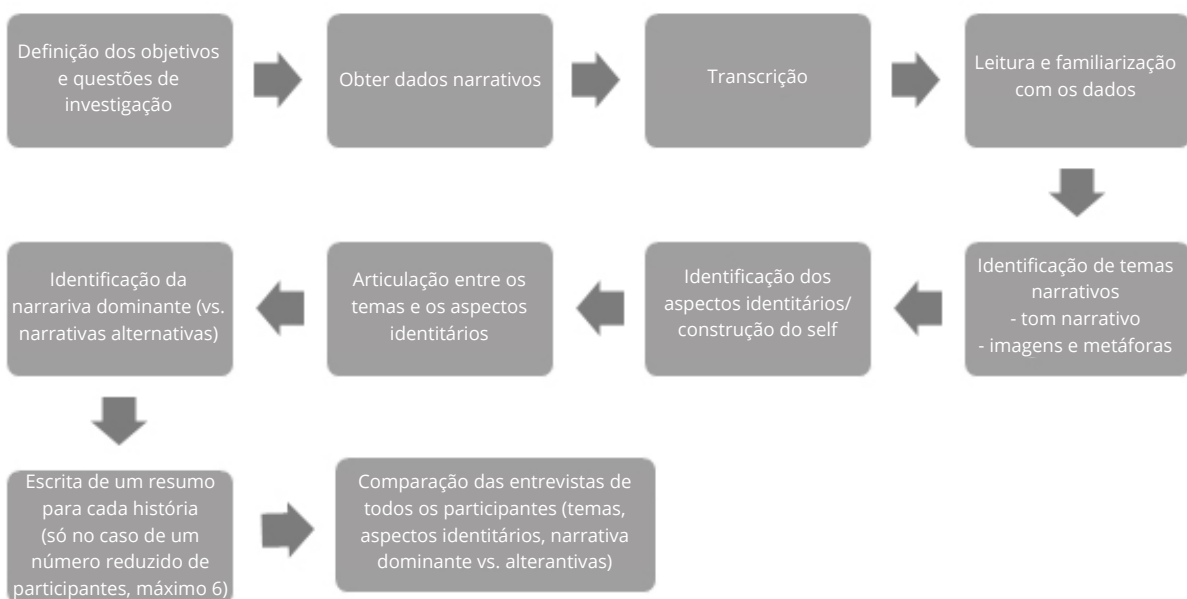 Definição dos objetivos
e questões de
investigação
Obter dados narrativos
Transcrição
Leitura e familiarização
com os dados
Identificação de temas
narrativos
- tom narrativo
- imagens e metáforas
Identificação dos
aspectos identitários/
construção do self
Articulação entre os
temas e os aspectos
identitários
Identificação da
narrariva dominante (vs.
narrativas alternativas)
Escrita de um resumo
para cada história
(só no caso de um
número reduzido de
participantes, máximo 6)
Comparação das entrevistas de
todos os participantes (temas,
aspectos identitários, narrativa
dominante vs. alterantivas)